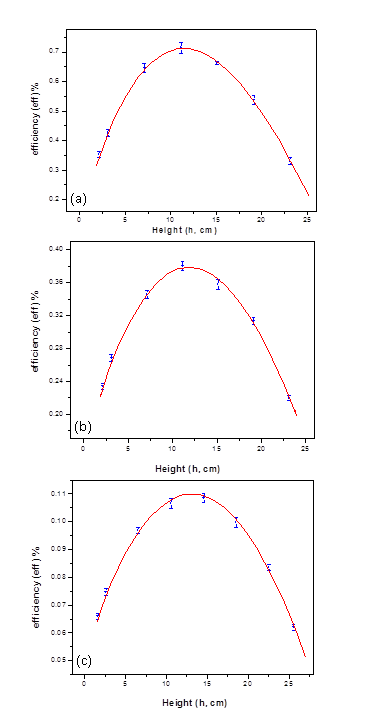 efficiency (eff) %
0.7
0.6
0.5
0.4
0.3
0.2
(a)
0 5 10 15 20 25
Height (h, cm)
efficiency (eff) %
0.40
0.36
0.32
0.28
0.24
0.20
(b)
0 5 10 15 20 25
Height (h, cm)
efficiency (eff) %
0.11
0.10
0.09
0.08
0.07
0.06
0.05
(c)
0 5 10 15 20 25
Height (h, cm)